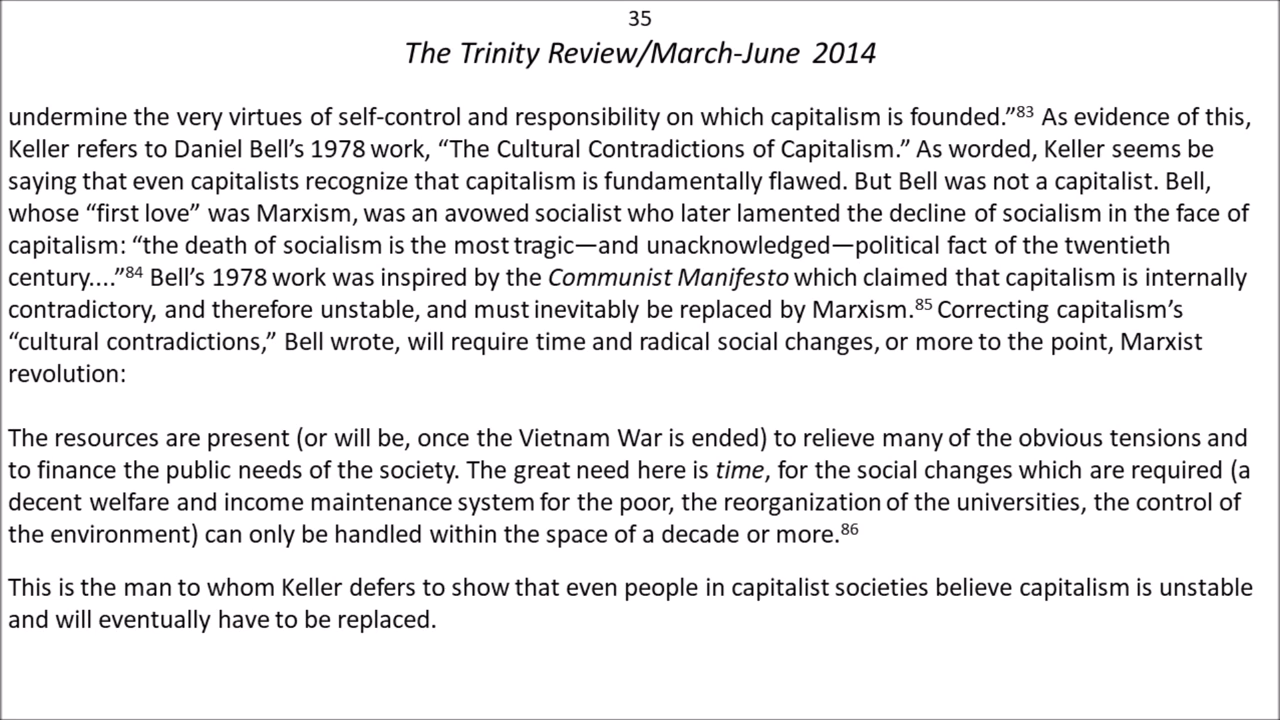 35
The Trinity Review/March-June 2014
undermine the very virtues of self-control and responsibility on which capitalism is founded.”83 As evidence of this,
Keller refers to Daniel Bell’s 1978 work, “The Cultural Contradictions of Capitalism.” As worded, Keller seems be
saying that even capitalists recognize that capitalism is fundamentally flawed. But Bell was not a capitalist. Bell,
whose “first love” was Marxism, was an avowed socialist who later lamented the decline of socialism in the face of
capitalism: “the death of socialism is the most tragic—and unacknowledged—political fact of the twentieth
century....”84 Bell’s 1978 work was inspired by the Communist Manifesto which claimed that capitalism is internally
contradictory, and therefore unstable, and must inevitably be replaced by Marxism.85 Correcting capitalism’s
“cultural contradictions,” Bell wrote, will require time and radical social changes, or more to the point, Marxist
revolution:
The resources are present (or will be, once the Vietnam War is ended) to relieve many of the obvious tensions and
to finance the public needs of the society. The great need here is time, for the social changes which are required (a
decent welfare and income maintenance system for the poor, the reorganization of the universities, the control of
the environment) can only be handled within the space of a decade or more.86
This is the man to whom Keller defers to show that even people in capitalist societies believe capitalism is unstable
and will eventually have to be replaced.